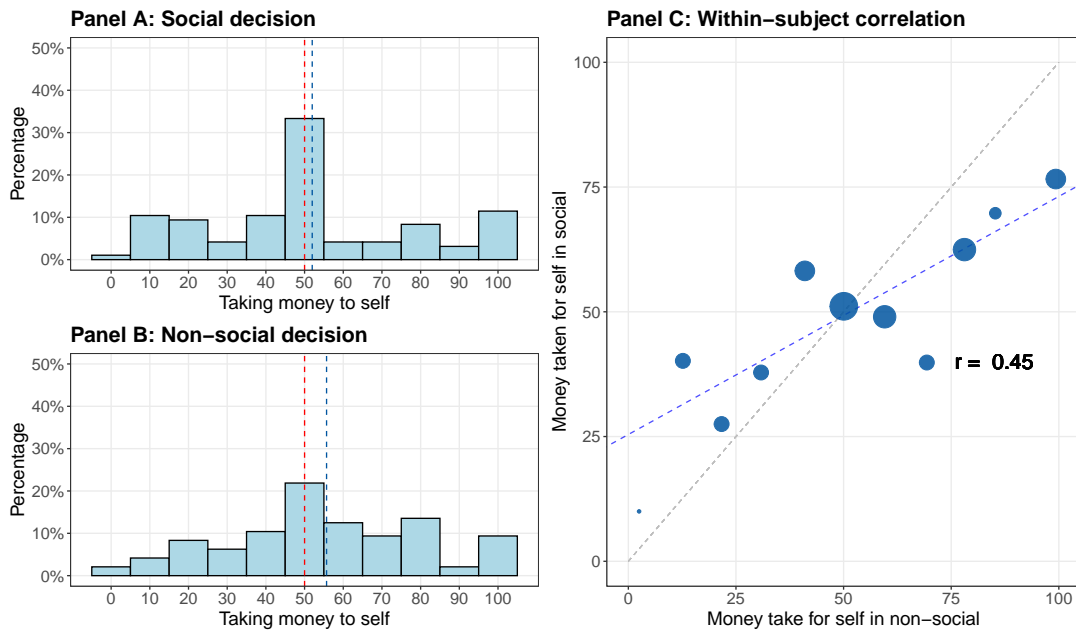 Panel A: Social decision
50%
40%
30%
20%
10%
0%
Percentage
0 10 20 30 40 50 60 70 80 90 100
Taking money to self
Panel B: Non−social decision
50%
40%
30%
20%
10%
0%
Percentage
0 10 20 30 40 50 60 70 80 90 100
Taking money to self
Panel C: Within−subject correlation
100
75
50
25
0
Money taken for self in social
r = 0.45
0 25 50 75 100
Money take for self in non−social